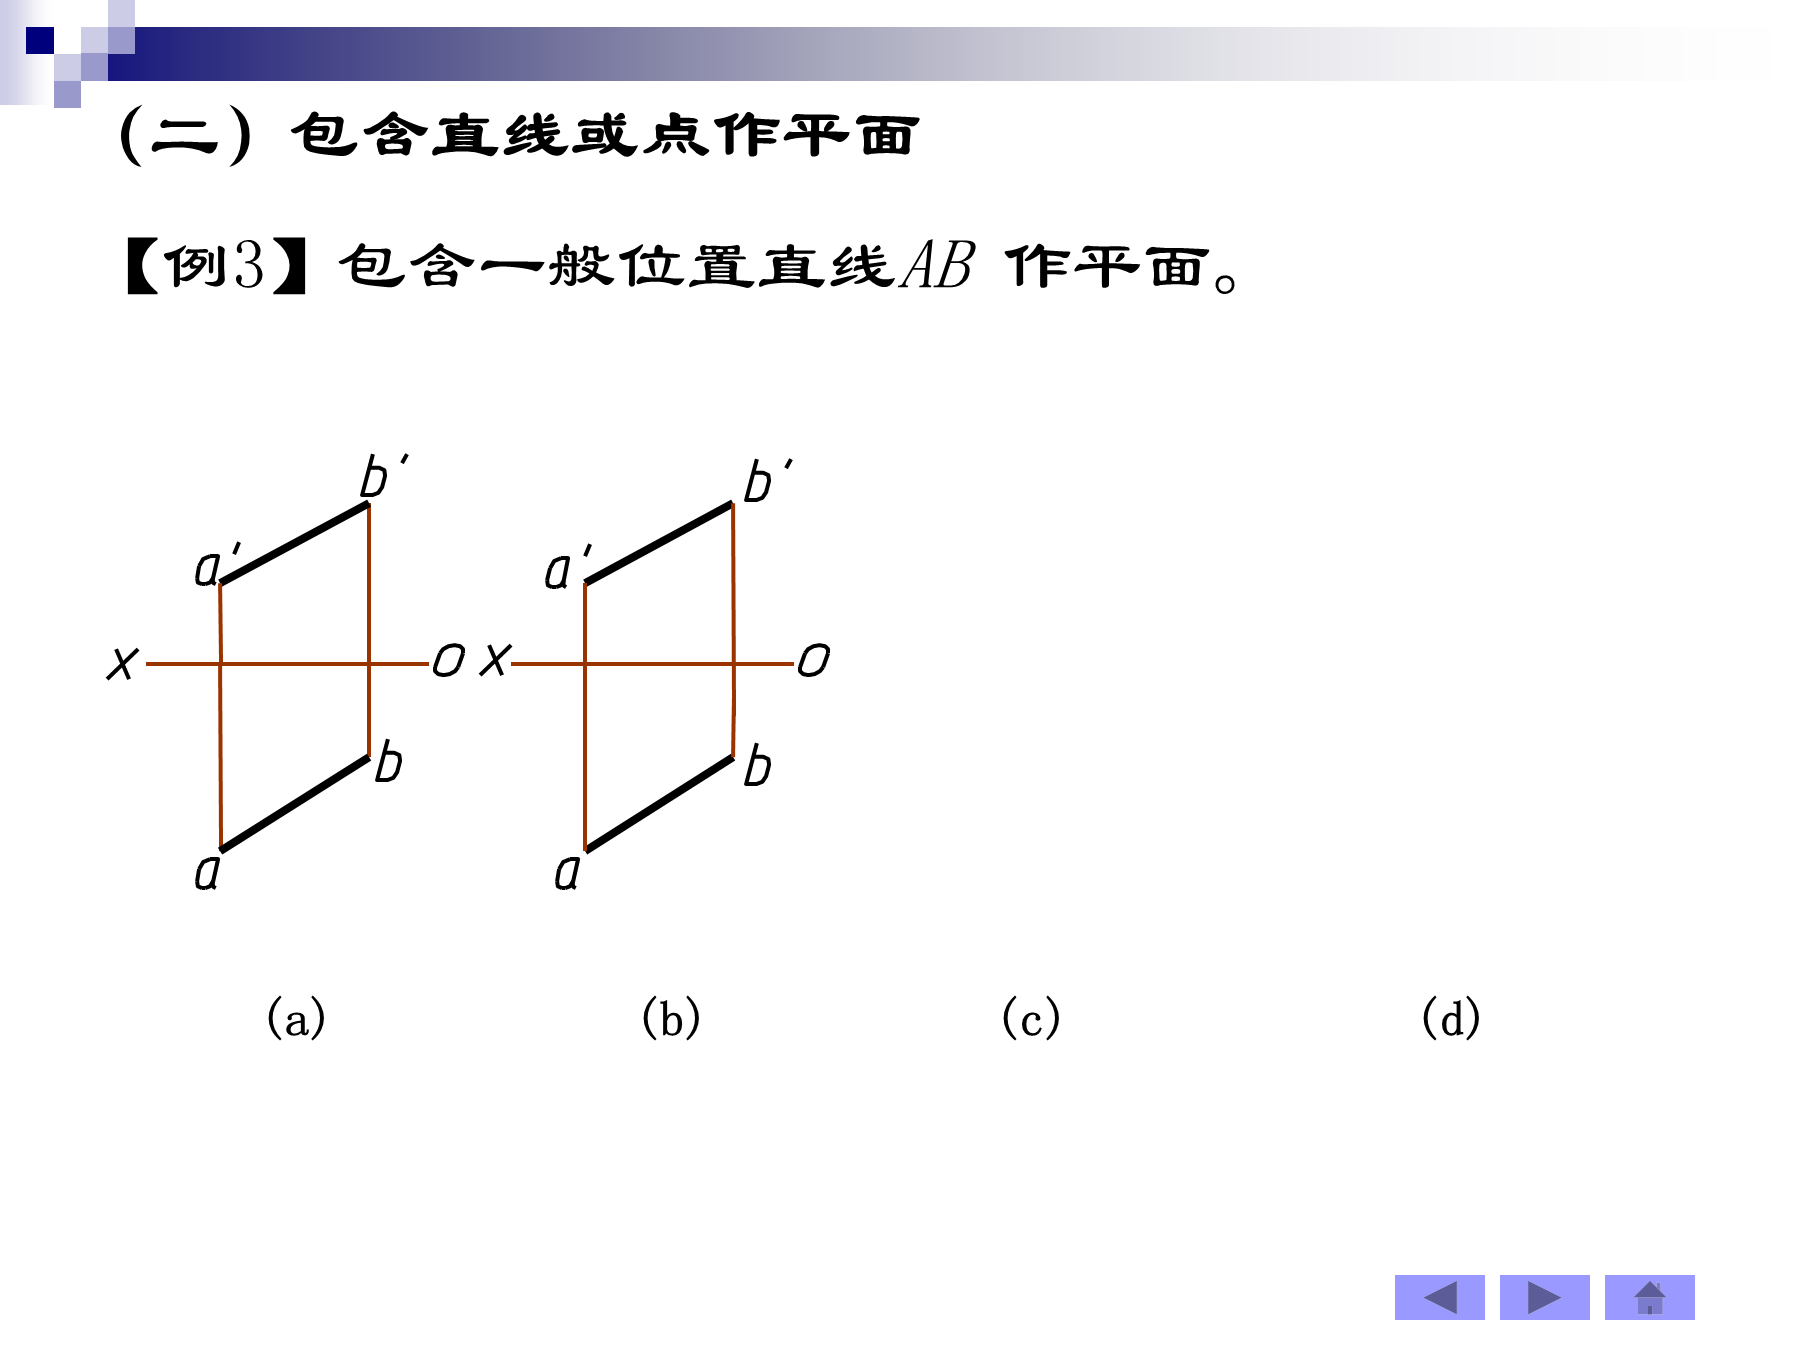 （二）包含直线或点作平面
【例3】包含一般位置直线AB 作平面。
b′ b′
a′ a′
X O X O
b b
a a
(a) (b) (c) (d)